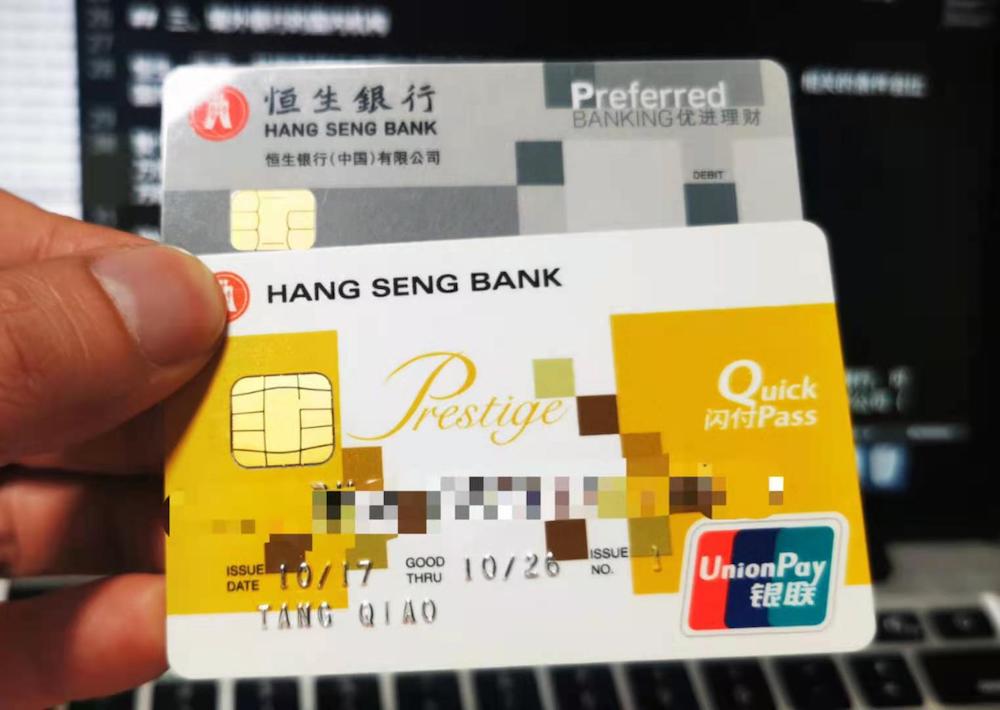 恒生銀行
HANG SENG BANK
恒生银行(中国)有限公司
Preferred
BANKING优进理财
DEBIT
HANG SENG BANK
Prestige
Quick
闪付Pass
ISSUE DATE 10/17
GOOD THRU 10/26
ISSUE NO. 1
TANG QIAO
UnionPay
银联